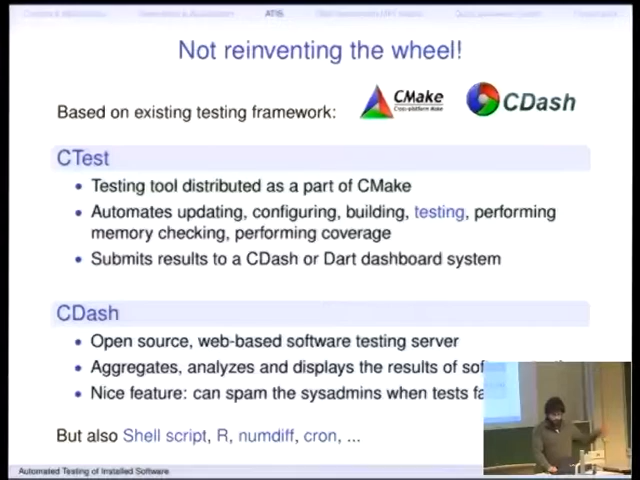 ATIS
Not reinventing the wheel!
Based on existing testing framework:
CMake
Cross-platform Make
CDash
CTest
Testing tool distributed as a part of CMake
Automates updating, configuring, building, testing, performing
memory checking, performing coverage
Submits results to a CDash or Dart dashboard system
CDash
Open source, web-based software testing server
Aggregates, analyzes and displays the results of
Nice feature: can spam the sysadmins when tests
But also Shell script, R, numdiff, cron, ...
Automated Testing of Installed Software